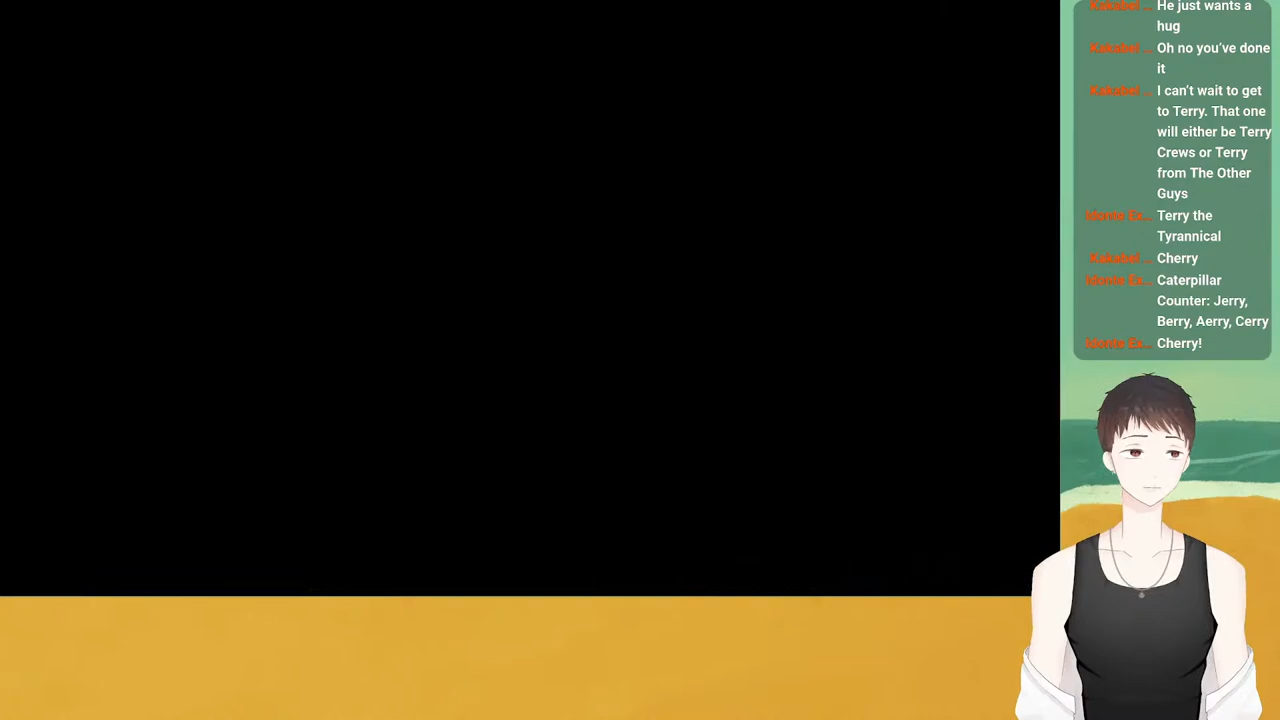 He just wants a
hug
Oh no you've done
it
I can't wait to get
to Terry. That one
will either be Terry
Crews or Terry
from The Other
Guys
Terry the
Tyrannical
Cherry
Caterpillar
Counter: Jerry,
Berry, Aerry, Cerry
Cherry!